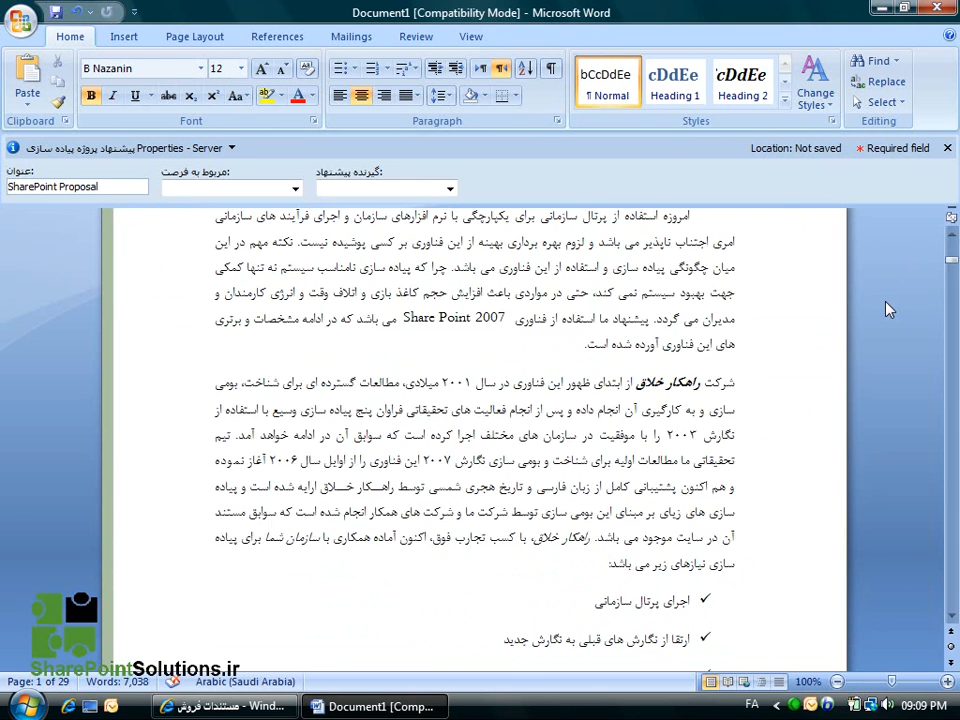 Document1 [Compatibility Mode] - Microsoft Word
Home Insert Page Layout References Mailings Review View
Paste
B Nazanin 12
B I U abc X₂ X² Aa
bCcDdEe ¶ Normal
cDdEe Heading 1
'cDdEe Heading 2
Change Styles
Find
Replace
Select
Clipboard Font Paragraph Styles Editing
پیشنهاد پروژه پیاده سازی Properties - Server Location: Not saved * Required field
عنوان: مربوط به فرصت: گیرنده پیشنهاد:
SharePoint Proposal
امروزه استفاده از پرتال سازمانی برای یکپارچگی با نرم افزارهای سازمان و اجرای فرآیند های سازمانی
امری اجتناب ناپذیر می باشد و لزوم بهره برداری بهینه از این فناوری بر کسی پوشیده نیست. نکته مهم در این
میان چگونگی پیاده سازی و استفاده از این فناوری می باشد. چرا که پیاده سازی نامناسب سیستم نه تنها کمکی
جهت بهبود سیستم نمی کند، حتی در مواردی باعث افزایش حجم کاغذ بازی و اتلاف وقت و انرژی کارمندان و
مدیران می گردد. پیشنهاد ما استفاده از فناوری Share Point 2007 می باشد که در ادامه مشخصات و برتری
های این فناوری آورده شده است.
شرکت راهکار خلاق از ابتدای ظهور این فناوری در سال ۲۰۰۱ میلادی، مطالعات گسترده ای برای شناخت، بومی
سازی و به کارگیری آن انجام داده و پس از انجام فعالیت های تحقیقاتی فراوان پنج پیاده سازی وسیع با استفاده از
نگارش ۲۰۰۳ را با موفقیت در سازمان های مختلف اجرا کرده است که سوابق آن در ادامه خواهد آمد. تیم
تحقیقاتی ما مطالعات اولیه برای شناخت و بومی سازی نگارش ۲۰۰۷ این فناوری را از اوایل سال ۲۰۰۶ آغاز نموده
و هم اکنون پشتیبانی کامل از زبان فارسی و تاریخ هجری شمسی توسط راهـکار خـلاق ارایه شده است و پیاده
سازی های زیای بر مبنای این بومی سازی توسط شرکت ما و شرکت های همکار انجام شده است که سوابق مستند
آن در سایت موجود می باشد. راهکار خلاق، با کسب تجارب فوق، اکنون آماده همکاری با سازمان شما برای پیاده
سازی نیازهای زیر می باشد:
✓ اجرای پرتال سازمانی
✓ ارتقا از نگارش های قبلی به نگارش جدید
SharePointSolutions.ir
Page: 1 of 29 Words: 7,038 Arabic (Saudi Arabia) 100%
مستندات فروش - Wind... Document1 [Comp... FA 09:09 PM